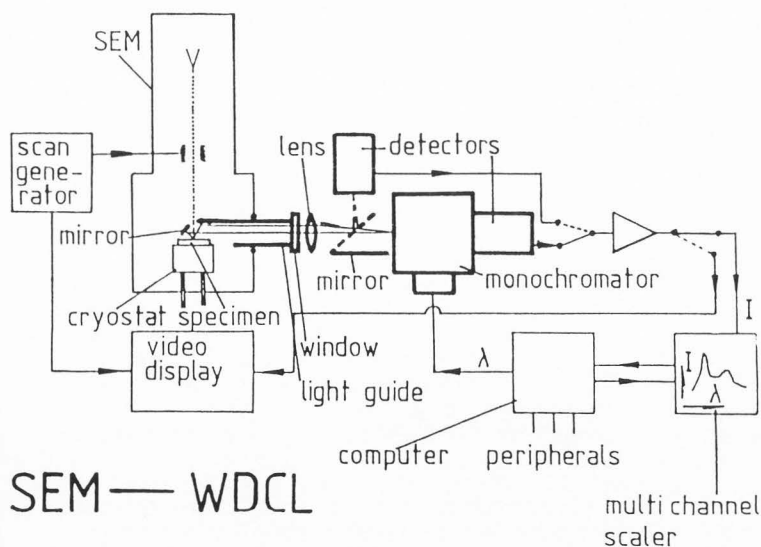 SEM
scan
gene-
rator
lens
detectors
mirror
mirror
monochromator
cryostat specimen
video
display
window
light guide
λ
I
I
λ
computer
peripherals
multi channel
scaler
SEM — WDCL